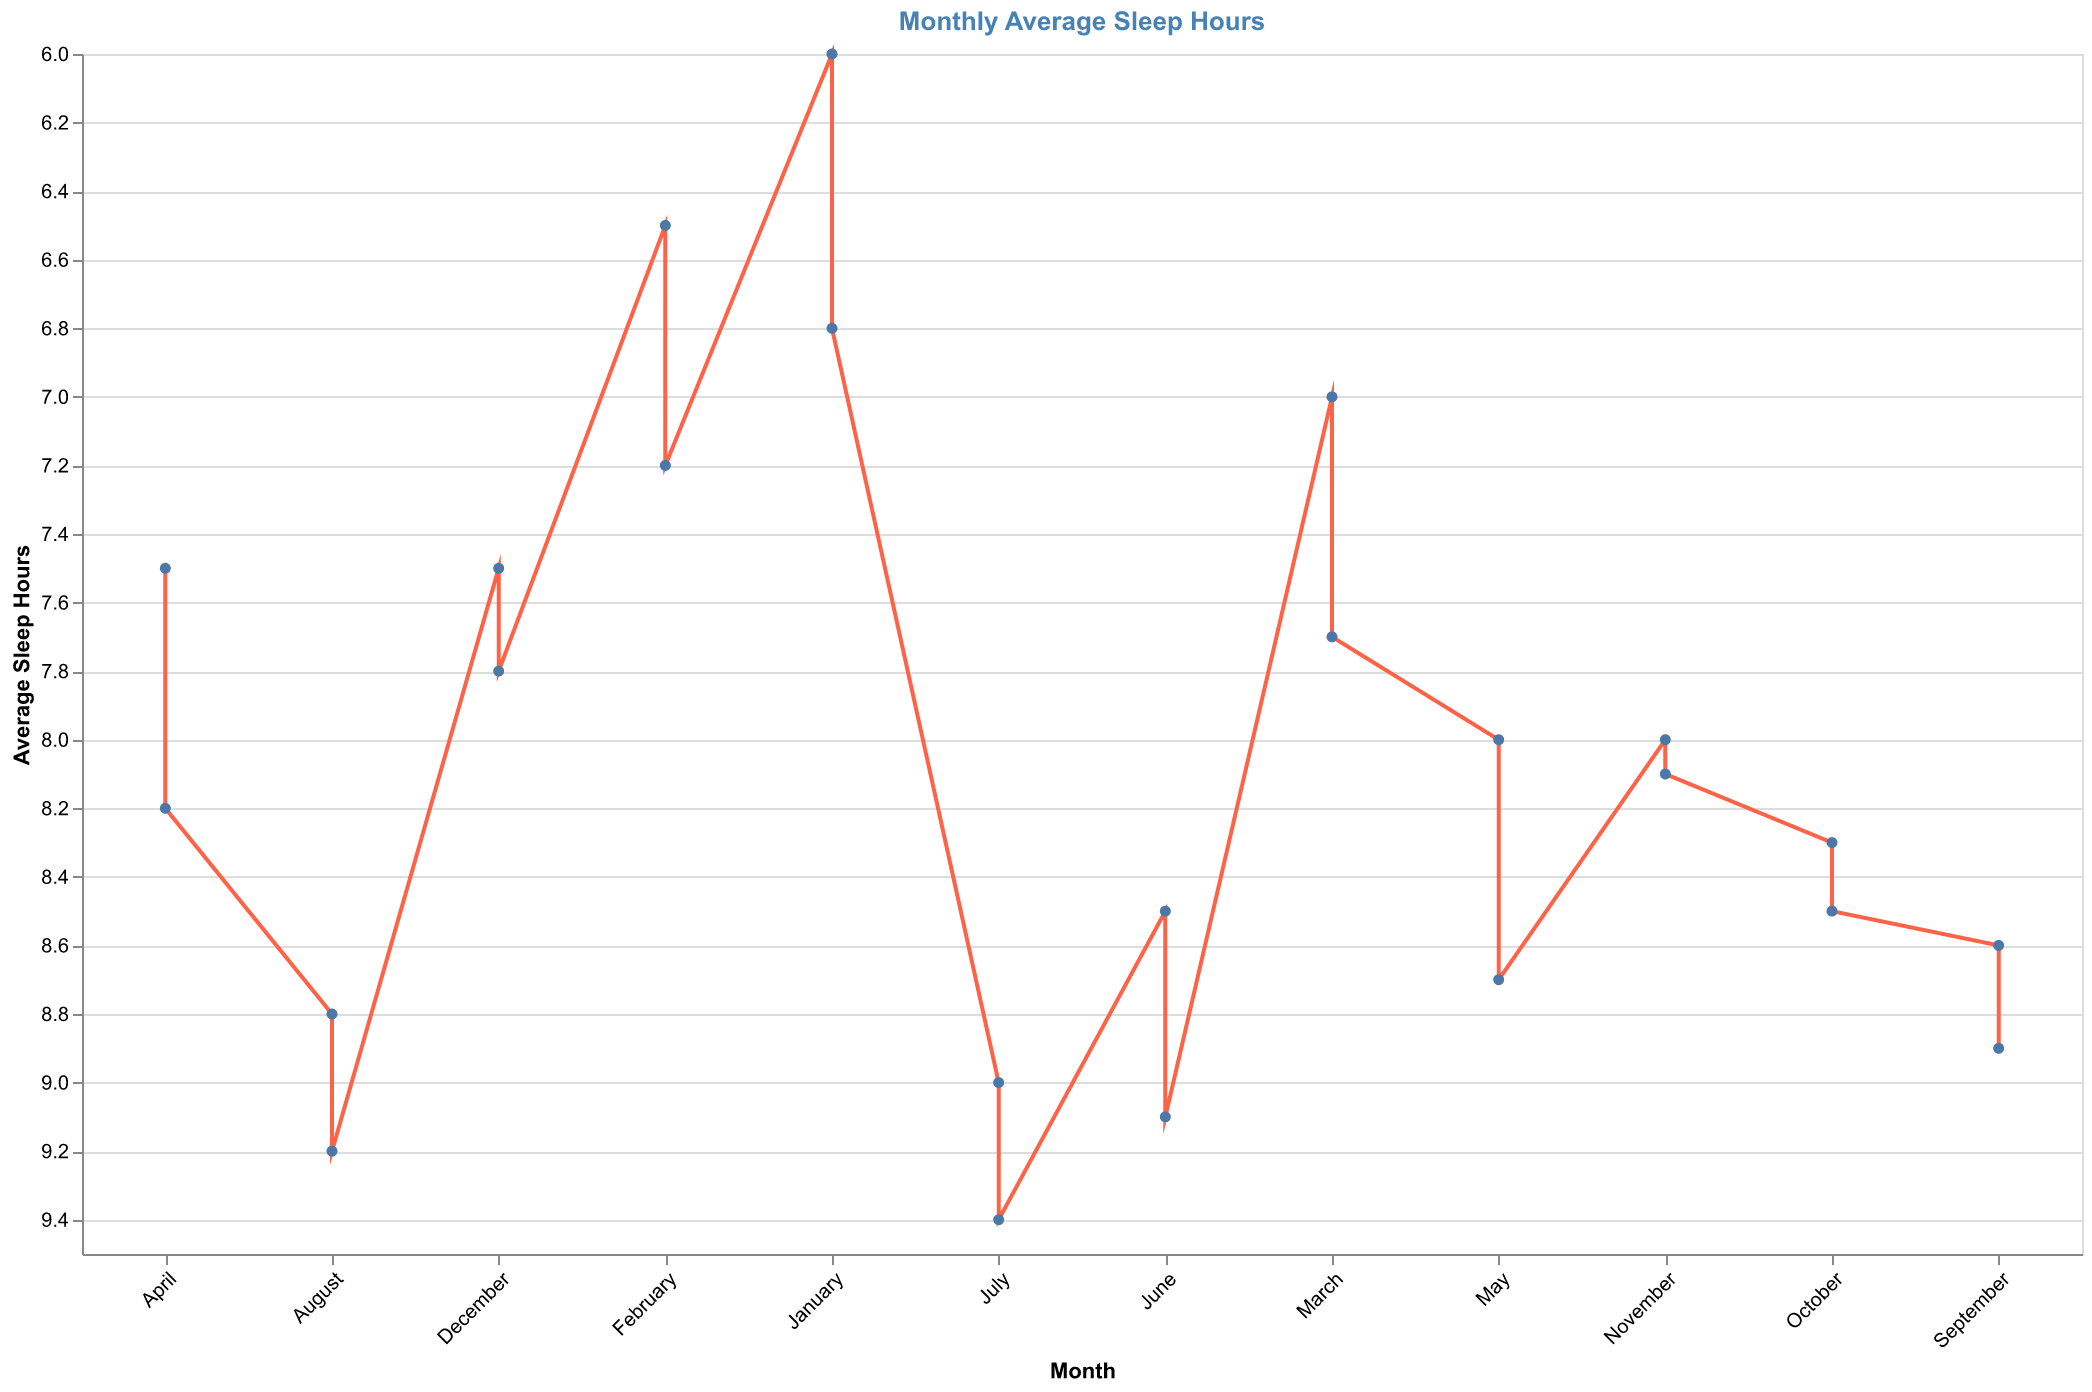 Monthly Average Sleep Hours
6.0
6.2
6.4
6.6
6.8
7.0
7.2
7.4
7.6
7.8
8.0
8.2
8.4
8.6
8.8
9.0
9.2
9.4
Average Sleep Hours
April
August
December
February
January
July
June
March
May
November
October
September
Month